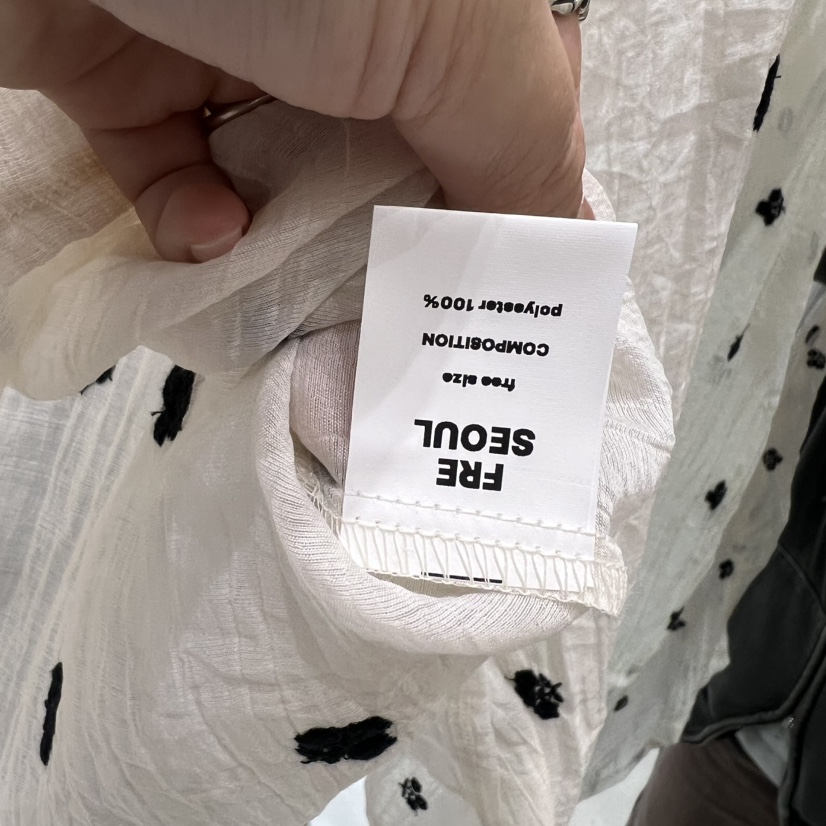 FRE
SEOUL
free size
COMPOSITION
polyester 100%